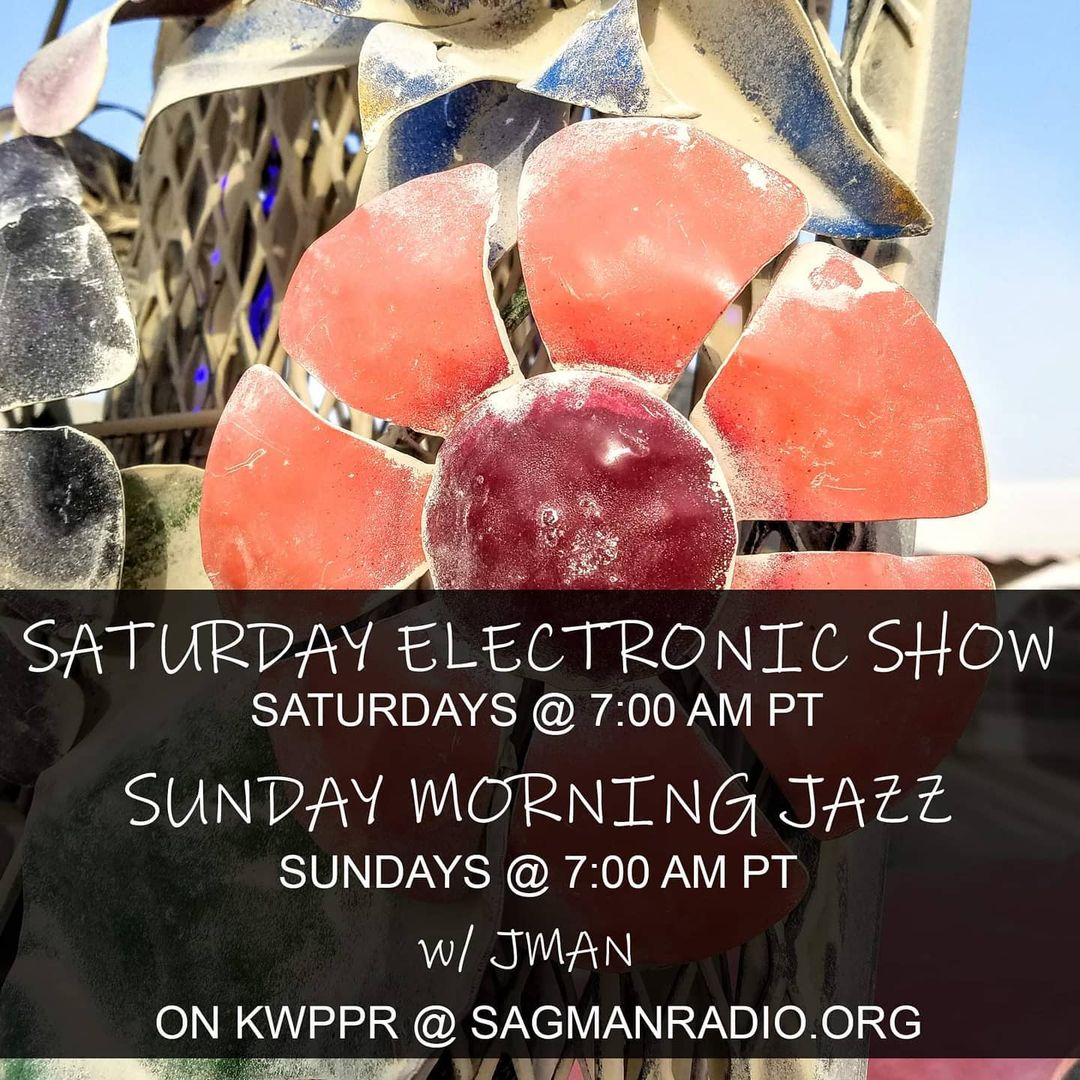 SATURDAY ELECTRONIC SHOW
SATURDAYS @ 7:00 AM PT
SUNDAY MORNING JAZZ
SUNDAYS @ 7:00 AM PT
w/ JMAN
ON KWPPR @ SAGMANRADIO.ORG